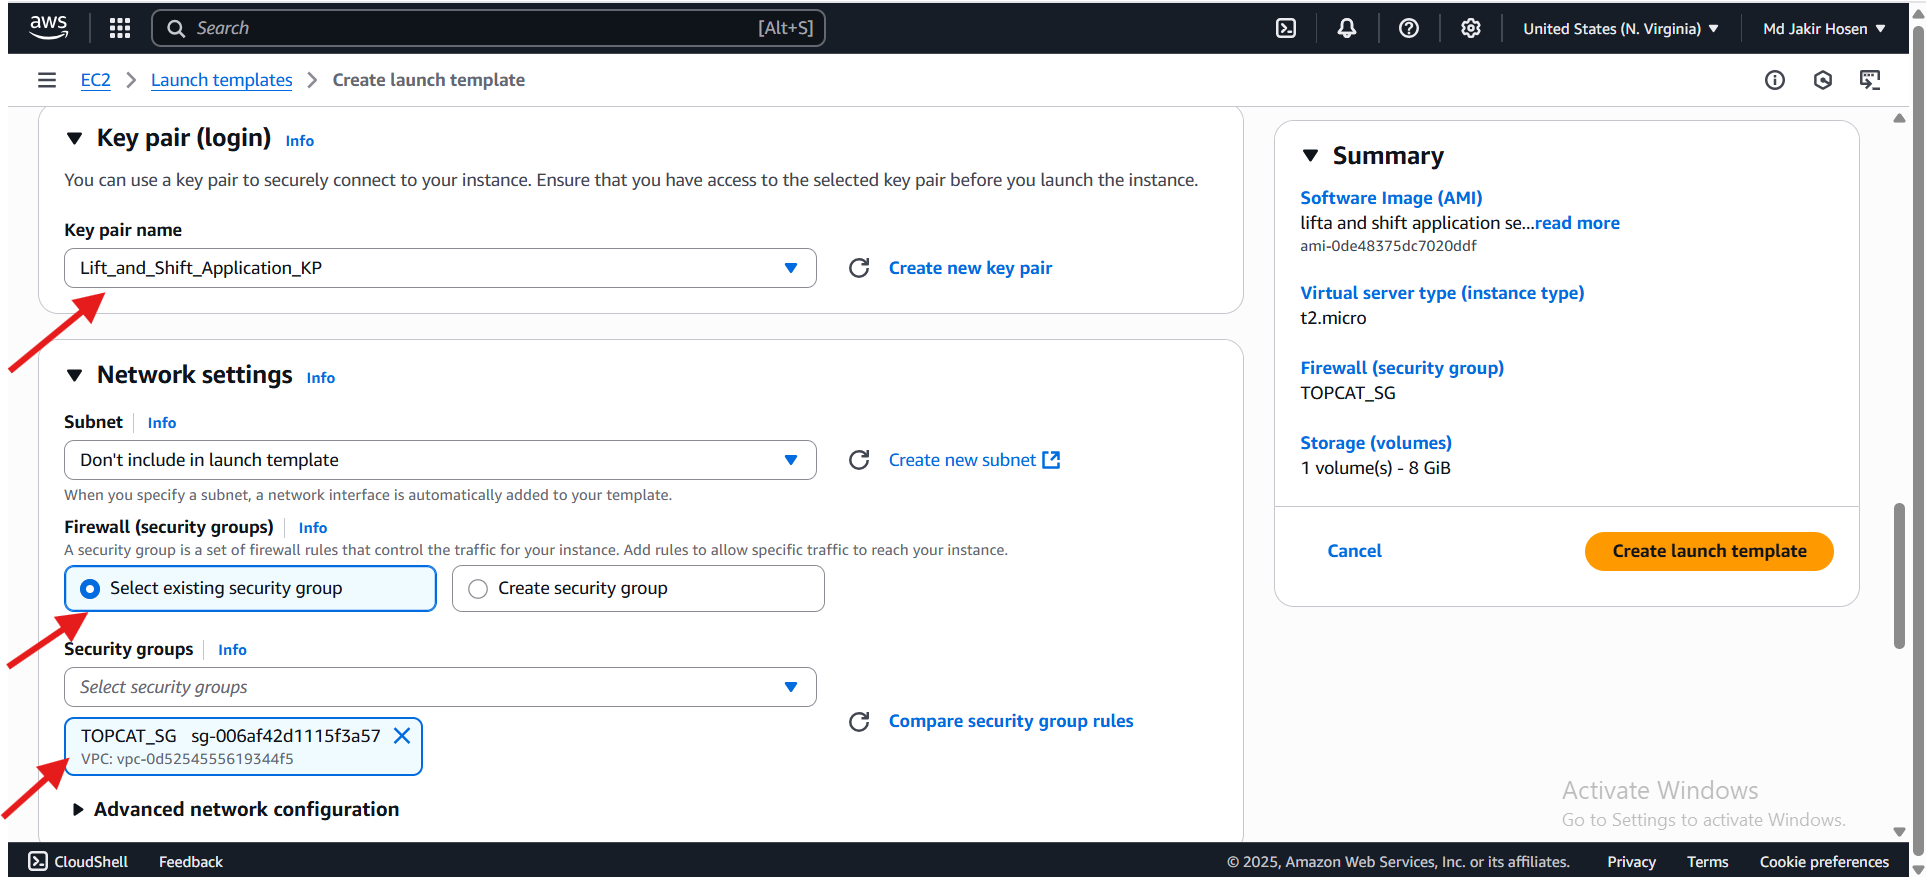 aws
Search [Alt+S]
United States (N. Virginia)
Md Jakir Hosen
EC2
Launch templates
Create launch template
Key pair (login) Info
You can use a key pair to securely connect to your instance. Ensure that you have access to the selected key pair before you launch the instance.
Key pair name
Lift_and_Shift_Application_KP
Create new key pair
Network settings Info
Subnet Info
Don't include in launch template
Create new subnet
When you specify a subnet, a network interface is automatically added to your template.
Firewall (security groups) Info
A security group is a set of firewall rules that control the traffic for your instance. Add rules to allow specific traffic to reach your instance.
Select existing security group
Create security group
Security groups Info
Select security groups
TOPCAT_SG sg-006af42d1115f3a57
VPC: vpc-0d5254555619344f5
Compare security group rules
Advanced network configuration
Summary
Software Image (AMI)
lifta and shift application se...read more
ami-0de48375dc7020ddf
Virtual server type (instance type)
t2.micro
Firewall (security group)
TOPCAT_SG
Storage (volumes)
1 volume(s) - 8 GiB
Cancel
Create launch template
Activate Windows
Go to Settings to activate Windows.
CloudShell
Feedback
© 2025, Amazon Web Services, Inc. or its affiliates.
Privacy
Terms
Cookie preferences